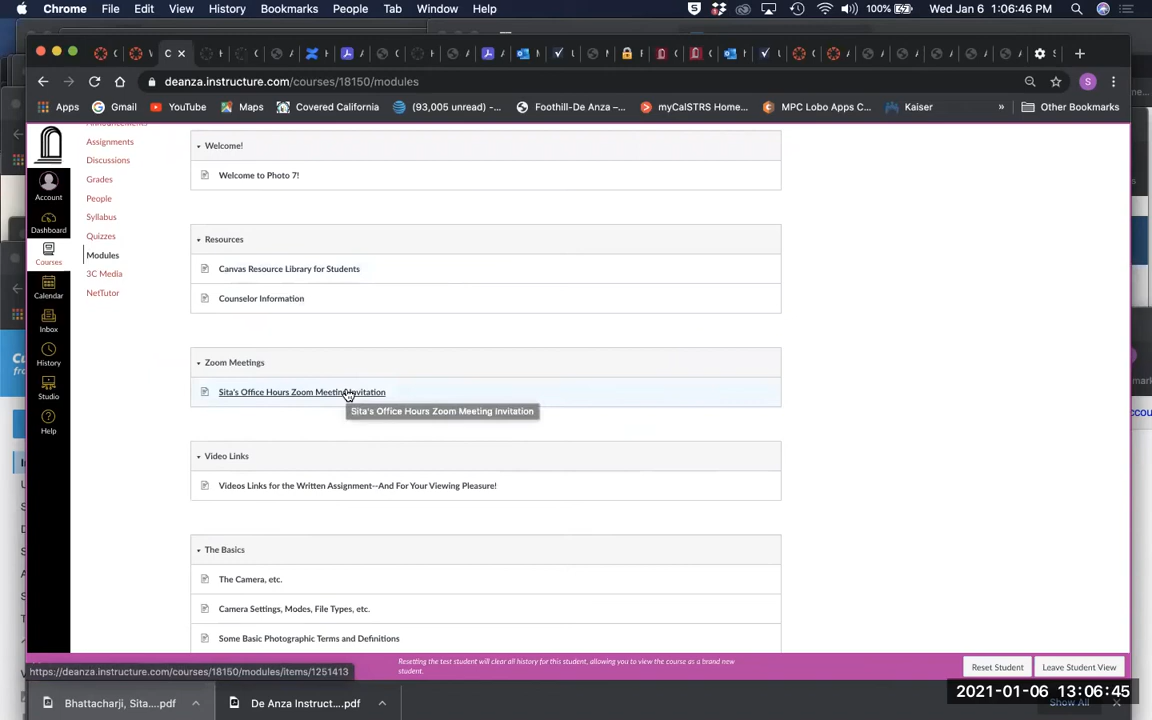 Chrome File Edit View History Bookmarks People Tab Window Help 100% Wed Jan 6 1:06:46 PM
deanza.instructure.com/courses/18150/modules
Apps Gmail YouTube Maps Covered California (93,005 unread) -... Foothill-De Anza –... myCalSTRS Home... MPC Lobo Apps C... Kaiser » Other Bookmarks
Announcements
Assignments
Discussions
Grades
People
Syllabus
Quizzes
Modules
3C Media
NetTutor
Account
Dashboard
Courses
Calendar
Inbox
History
Studio
Help
Welcome!
Welcome to Photo 7!
Resources
Canvas Resource Library for Students
Counselor Information
Zoom Meetings
Sita's Office Hours Zoom Meeting Invitation
Sita's Office Hours Zoom Meeting Invitation
Video Links
Videos Links for the Written Assignment--And For Your Viewing Pleasure!
The Basics
The Camera, etc.
Camera Settings, Modes, File Types, etc.
Some Basic Photographic Terms and Definitions
https://deanza.instructure.com/courses/18150/modules/items/1251413
Resetting the test student will clear all history for this student, allowing you to view the course as a brand new
student.
Reset Student
Leave Student View
2021-01-06 13:06:45
Bhattacharji, Sita....pdf
De Anza Instruct....pdf
Show All